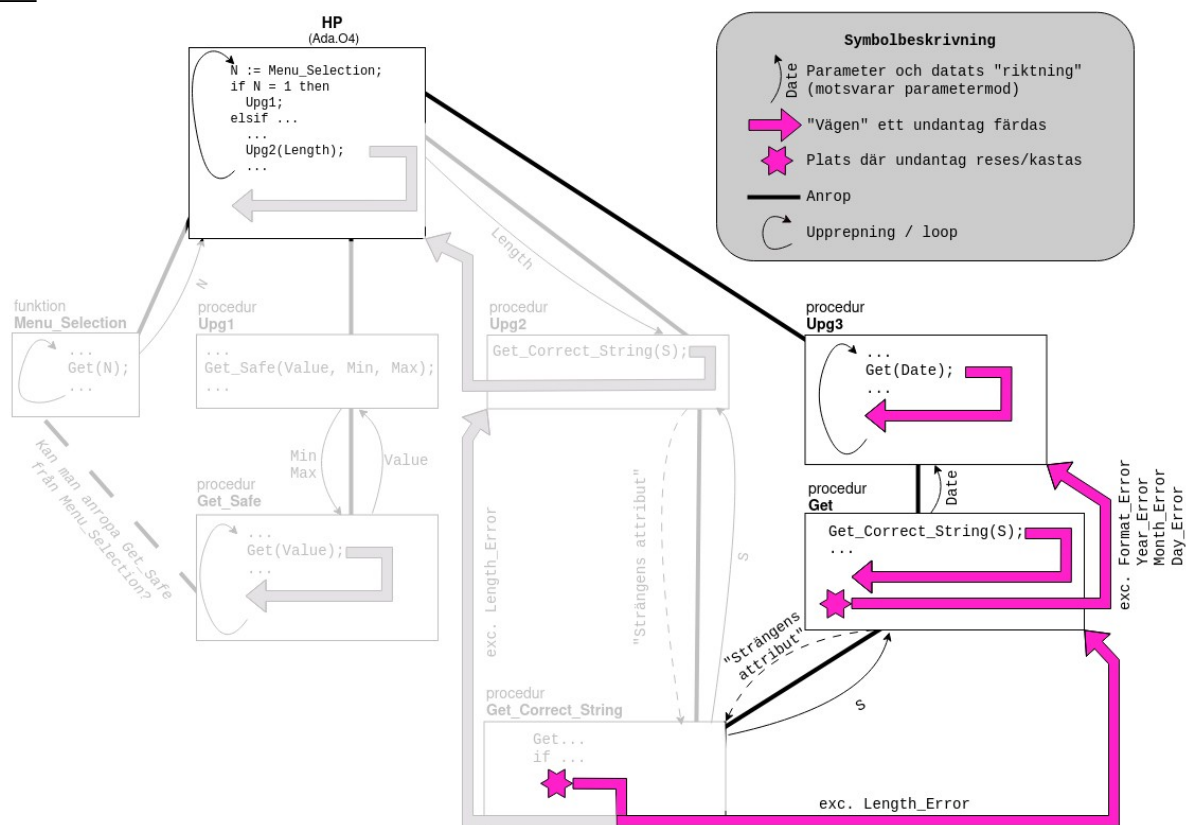 HP
(Ada.O4)
N := Menu_Selection;
if N = 1 then
Upg1;
elsif ...
...
Upg2(Length);
...
Symbolbeskrivning
Date
Parameter och datats "riktning"
(motsvarar parametermod)
"Vägen" ett undantag färdas
Plats där undantag reses/kastas
Anrop
Upprepning / loop
Length
N
funktion
Menu_Selection
...
Get(N);
...
procedur
Upg1
...
Get_Safe(Value, Min, Max);
...
procedur
Upg2
Get_Correct_String(S);
procedur
Upg3
...
Get(Date);
...
Kan man anropa Get_Safe
från Menu_Selection?
Min
Max
Value
procedur
Get_Safe
...
Get(Value);
...
exc. Length_Error
"Strängens attribut"
S
Date
procedur
Get
Get_Correct_String(S);
...
exc. Format_Error
Year_Error
Month_Error
Day_Error
"Strängens
attribut"
S
procedur
Get_Correct_String
Get...
if ...
exc. Length_Error